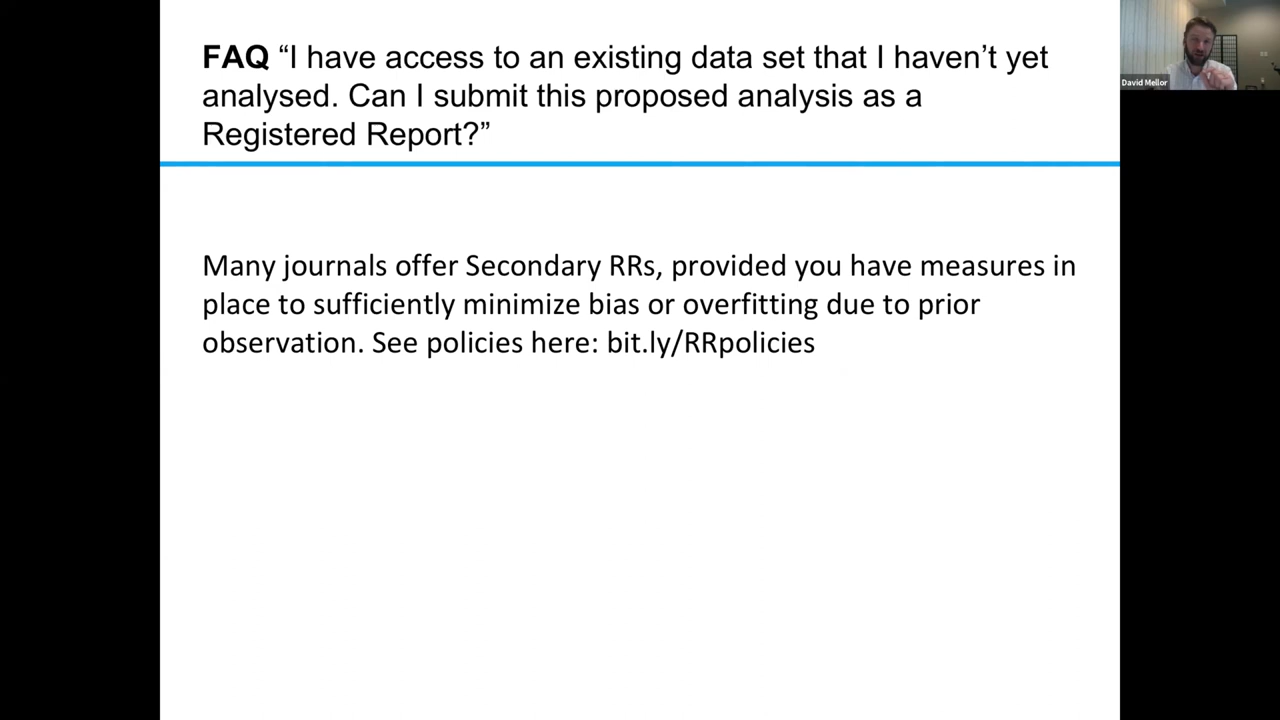 FAQ “I have access to an existing data set that I haven’t yet
analysed. Can I submit this proposed analysis as a
Registered Report?”
David Mellor
Many journals offer Secondary RRs, provided you have measures in
place to sufficiently minimize bias or overfitting due to prior
observation. See policies here: bit.ly/RRpolicies